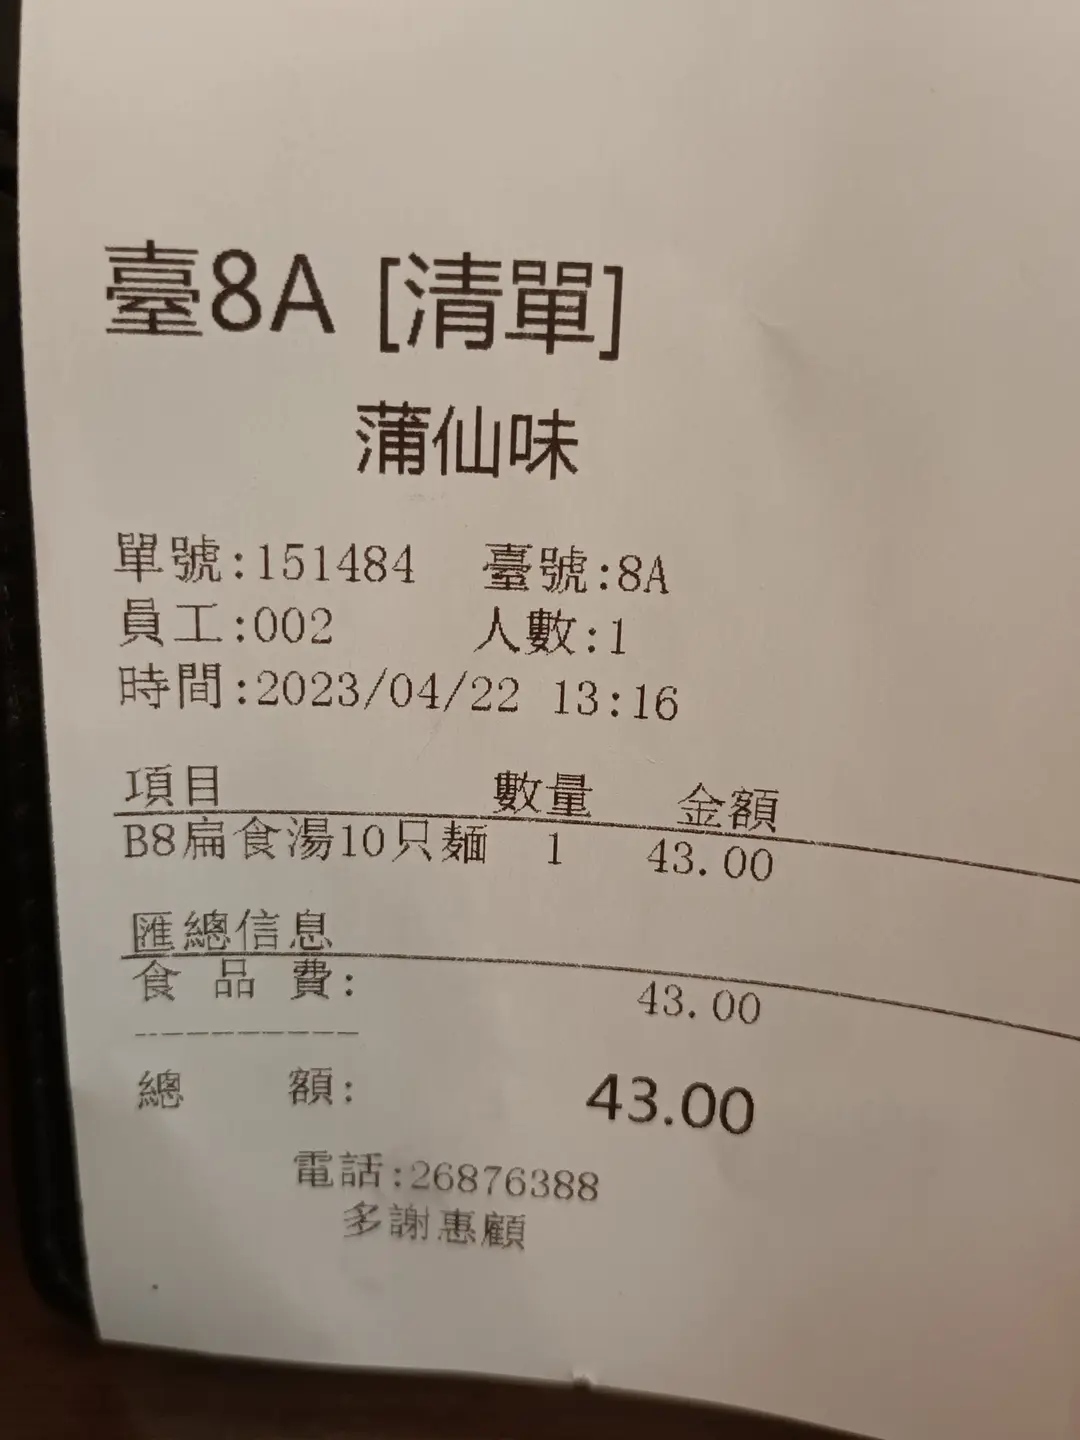 臺8A [清單]
蒲仙味
單號:151484 臺號:8A
員工:002 人數:1
時間:2023/04/22 13:16
項目 數量 金額
B8扁食湯10只麵 1 43.00
匯總信息
食 品 費: 43.00
----------
總 額: 43.00
電話:26876388
多謝惠顧